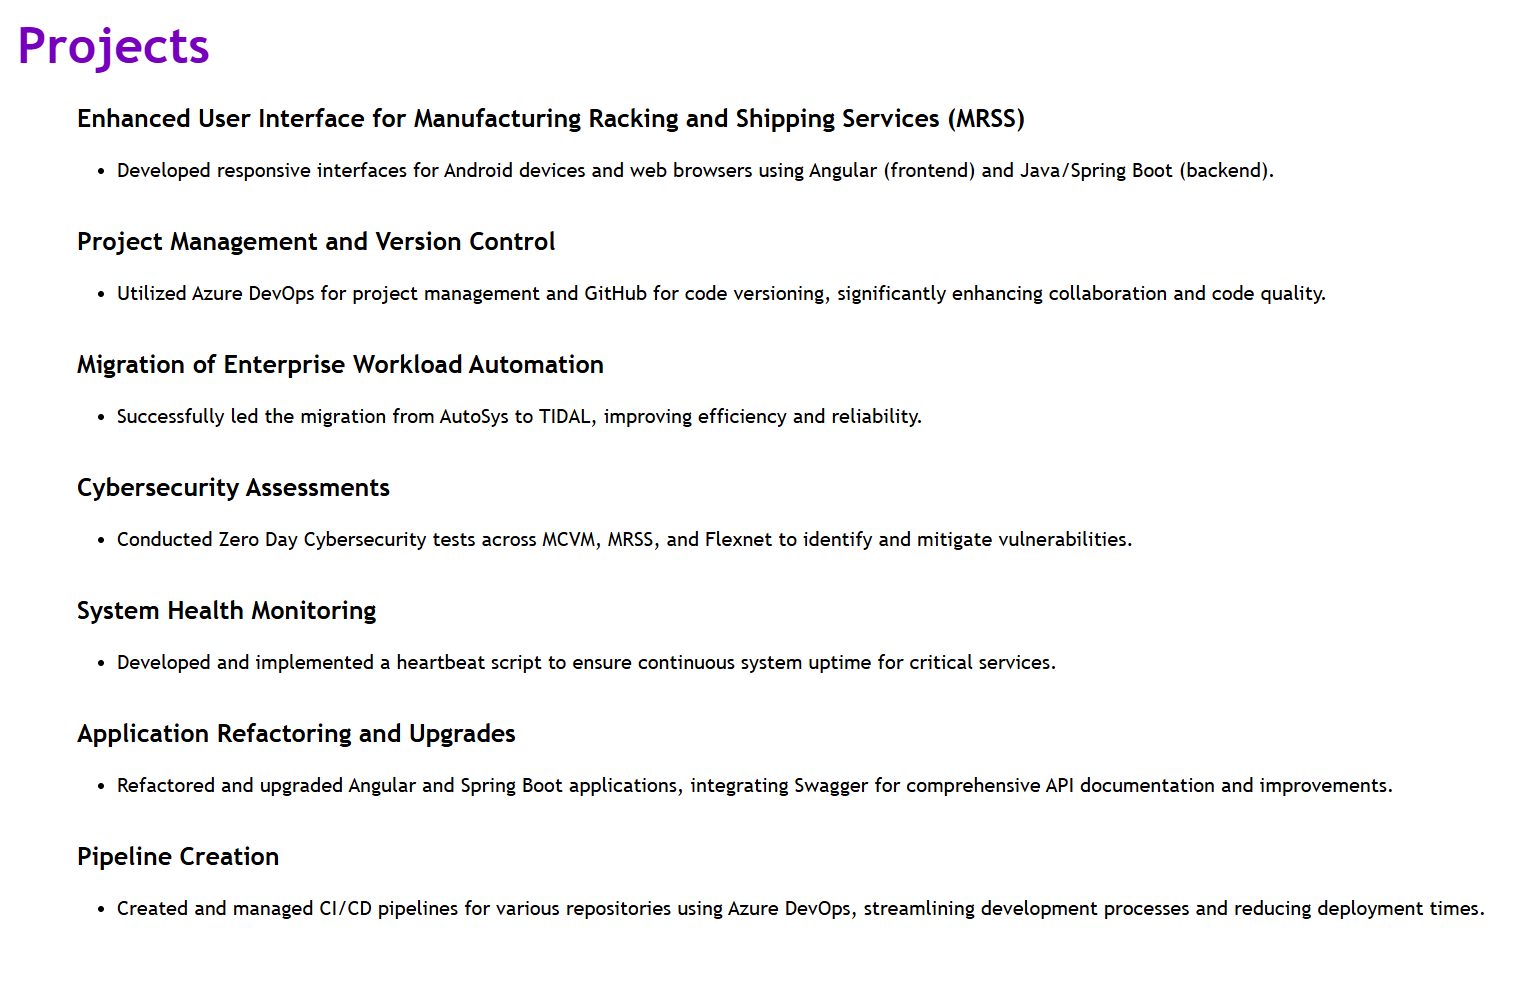 Projects
Enhanced User Interface for Manufacturing Racking and Shipping Services (MRSS)
• Developed responsive interfaces for Android devices and web browsers using Angular (frontend) and Java/Spring Boot (backend).
Project Management and Version Control
• Utilized Azure DevOps for project management and GitHub for code versioning, significantly enhancing collaboration and code quality.
Migration of Enterprise Workload Automation
• Successfully led the migration from AutoSys to TIDAL, improving efficiency and reliability.
Cybersecurity Assessments
• Conducted Zero Day Cybersecurity tests across MCVM, MRSS, and Flexnet to identify and mitigate vulnerabilities.
System Health Monitoring
• Developed and implemented a heartbeat script to ensure continuous system uptime for critical services.
Application Refactoring and Upgrades
• Refactored and upgraded Angular and Spring Boot applications, integrating Swagger for comprehensive API documentation and improvements.
Pipeline Creation
• Created and managed CI/CD pipelines for various repositories using Azure DevOps, streamlining development processes and reducing deployment times.